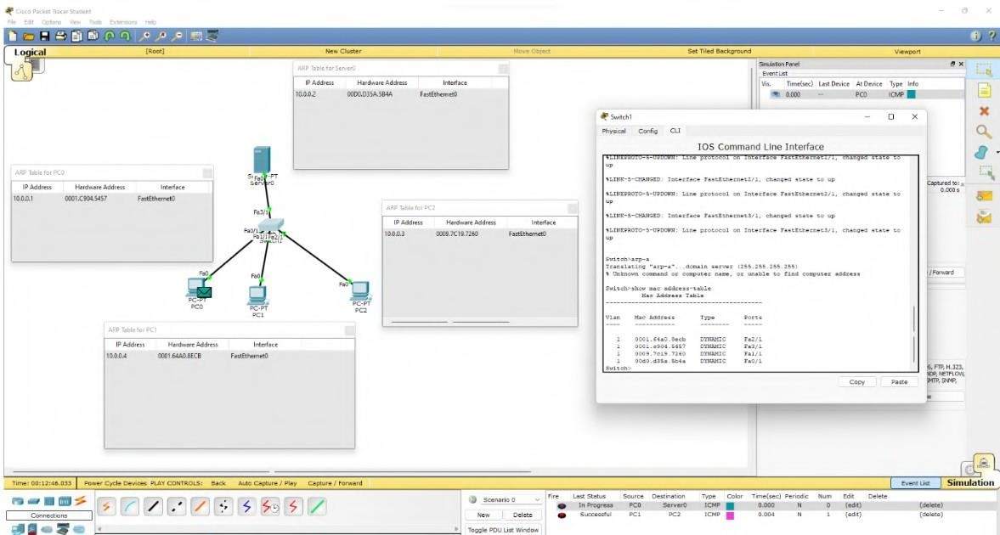 Cisco Packet Tracer Student
File Edit Options View Tools Extensions Help
Logical [Root] New Cluster Move Object Set Tiled Background Viewport
ARP Table for Server0
IP Address Hardware Address Interface
10.0.0.2 00D0.D35A.5B4A FastEthernet0
Simulation Panel
Event List
Vis. Time(sec) Last Device At Device Type Info
0.000 -- PC0 ICMP
Captured to:
0.000 s
/ Forward
Switch1
Physical Config CLI
IOS Command Line Interface
%LINEPROTO-5-UPDOWN: Line protocol on Interface FastEthernet1/1, changed state to
up
%LINK-5-CHANGED: Interface FastEthernet2/1, changed state to up
%LINEPROTO-5-UPDOWN: Line protocol on Interface FastEthernet2/1, changed state to
up
%LINK-5-CHANGED: Interface FastEthernet3/1, changed state to up
%LINEPROTO-5-UPDOWN: Line protocol on Interface FastEthernet3/1, changed state to
up
Switch>arp-a
Translating "arp-a"...domain server (255.255.255.255)
% Unknown command or computer name, or unable to find computer address
Switch>show mac address-table
Mac Address Table
-------------------------------------------
Vlan Mac Address Type Ports
---- ----------- -------- -----
1 0001.64a0.8ecb DYNAMIC Fa2/1
1 0001.c904.5457 DYNAMIC Fa3/1
1 0009.7c19.7260 DYNAMIC Fa1/1
1 00d0.d35a.5b4a DYNAMIC Fa0/1
Switch>
Copy Paste
6, FTP, H.323,
NDP, NETFLOW,
SMTP, SNMP,
ARP Table for PC0
IP Address Hardware Address Interface
10.0.0.1 0001.C904.5457 FastEthernet0
Fa0
Server0
Fa3/1
Fa0/1
Fa1/1 Fa2/1
Fa0
PC-PT
PC0
Fa0
PC-PT
PC1
Fa0
PC-PT
PC2
ARP Table for PC2
IP Address Hardware Address Interface
10.0.0.3 0009.7C19.7260 FastEthernet0
ARP Table for PC1
IP Address Hardware Address Interface
10.0.0.4 0001.64A0.8ECB FastEthernet0
Time: 00:12:46.033 Power Cycle Devices PLAY CONTROLS: Back Auto Capture / Play Capture / Forward
Event List Simulation
Connections
Scenario 0
New Delete
Toggle PDU List Window
Fire Last Status Source Destination Type Color Time(sec) Periodic Num Edit Delete
In Progress PC0 Server0 ICMP 0.000 N 0 (edit) (delete)
Successful PC1 PC2 ICMP 0.004 N 1 (edit) (delete)